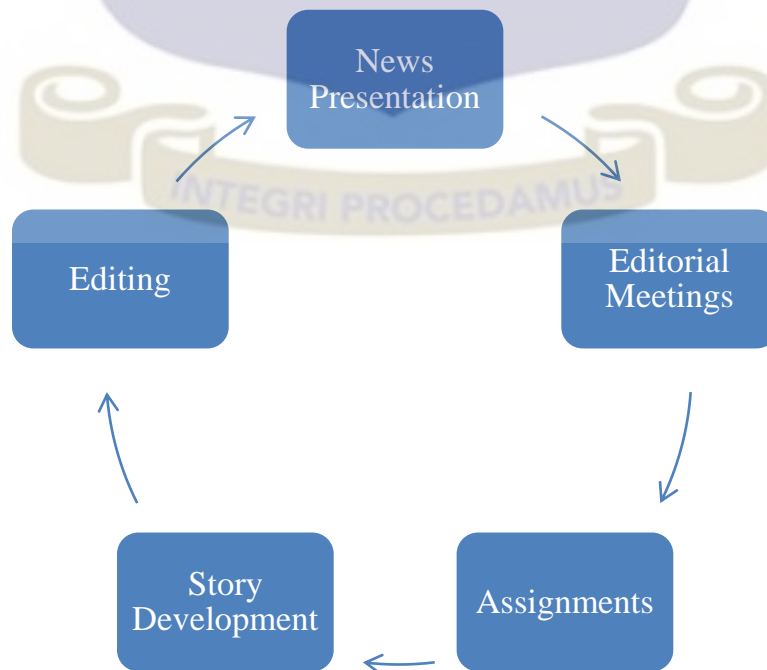 News
Presentation
INTEGRI PROCEDAMUS
Editing
Editorial
Meetings
Story
Development
Assignments